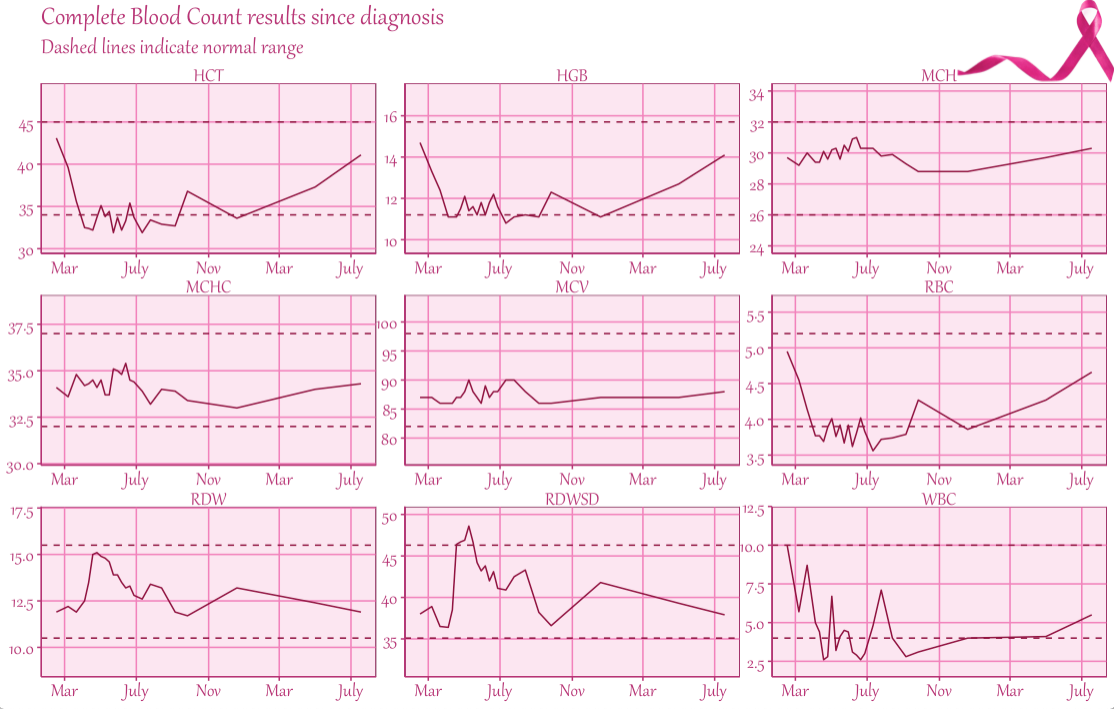 Complete Blood Count results since diagnosis
Dashed lines indicate normal range
HCT
HGB
MCH
45
40
35
30
16
14
12
10
34
32
30
28
26
24
Mar July Nov Mar July
Mar July Nov Mar July
Mar July Nov Mar July
MCHC
MCV
RBC
37.5
35.0
32.5
30.0
100
95
90
85
80
5.5
5.0
4.5
4.0
3.5
Mar July Nov Mar July
Mar July Nov Mar July
Mar July Nov Mar July
RDW
RDWSD
WBC
17.5
15.0
12.5
10.0
50
45
40
35
12.5
10.0
7.5
5.0
2.5
Mar July Nov Mar July
Mar July Nov Mar July
Mar July Nov Mar July